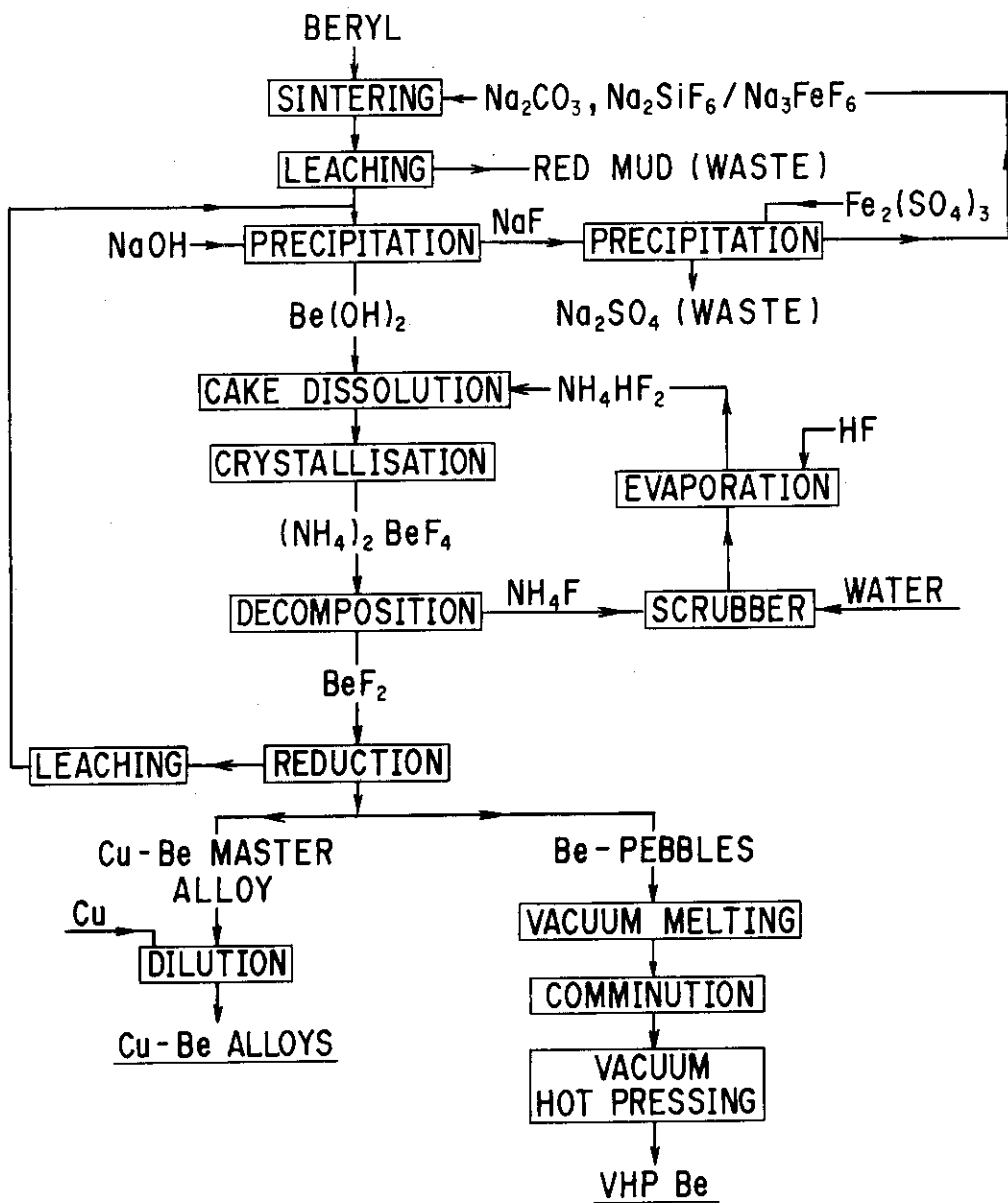 BERYL
SINTERING
Na₂CO₃, Na₂SiF₆/Na₃FeF₆
LEACHING
RED MUD (WASTE)
Fe₂(SO₄)₃
NaOH
PRECIPITATION
NaF
PRECIPITATION
Be(OH)₂
Na₂SO₄ (WASTE)
CAKE DISSOLUTION
NH₄HF₂
HF
CRYSTALLISATION
EVAPORATION
(NH₄)₂ BeF₄
DECOMPOSITION
NH₄F
SCRUBBER
WATER
BeF₂
LEACHING
REDUCTION
Cu-Be MASTER
ALLOY
Be-PEBBLES
Cu
VACUUM MELTING
DILUTION
COMMINUTION
Cu-Be ALLOYS
VACUUM
HOT PRESSING
VHP Be